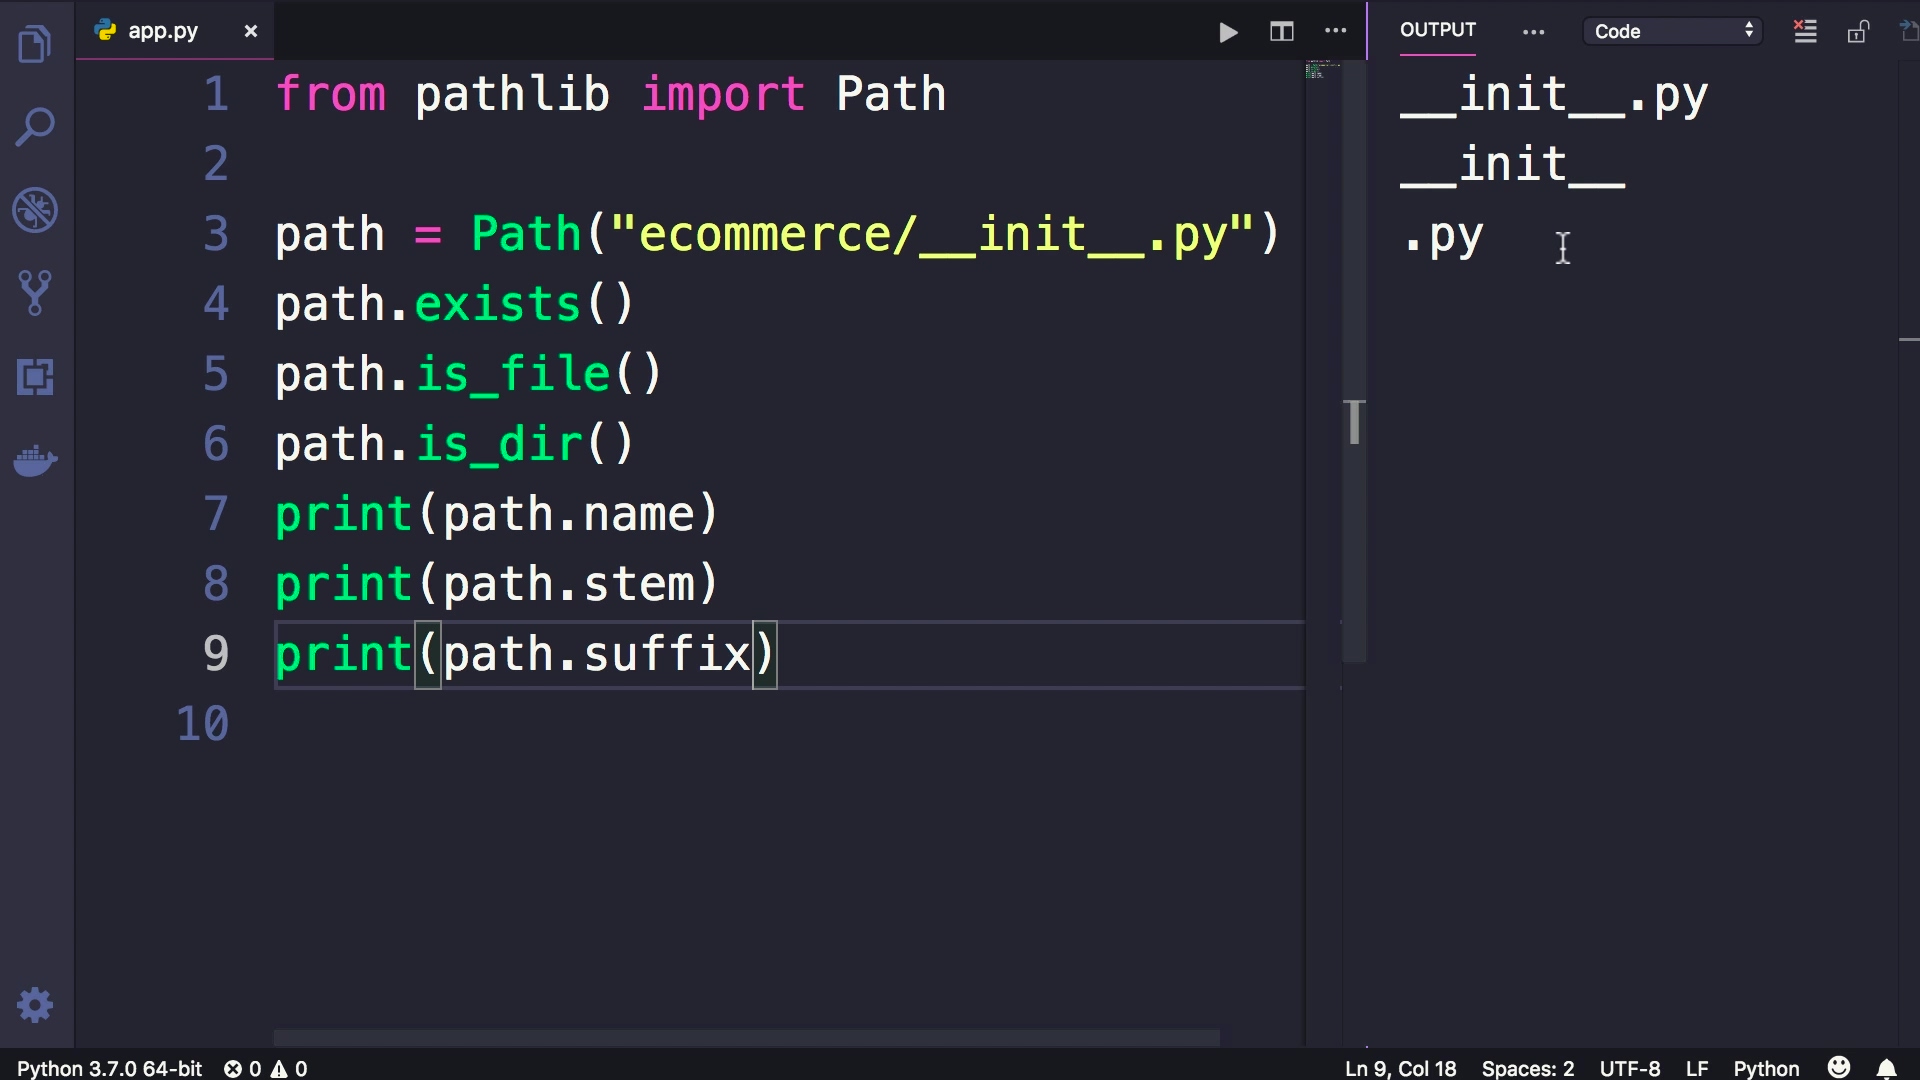 app.py
OUTPUT
Code
1 from pathlib import Path
2
3 path = Path("ecommerce/__init__.py")
4 path.exists()
5 path.is_file()
6 path.is_dir()
7 print(path.name)
8 print(path.stem)
9 print(path.suffix)
10
__init__.py
__init__
.py
Python 3.7.0 64-bit 0 0
Ln 9, Col 18 Spaces: 2 UTF-8 LF Python